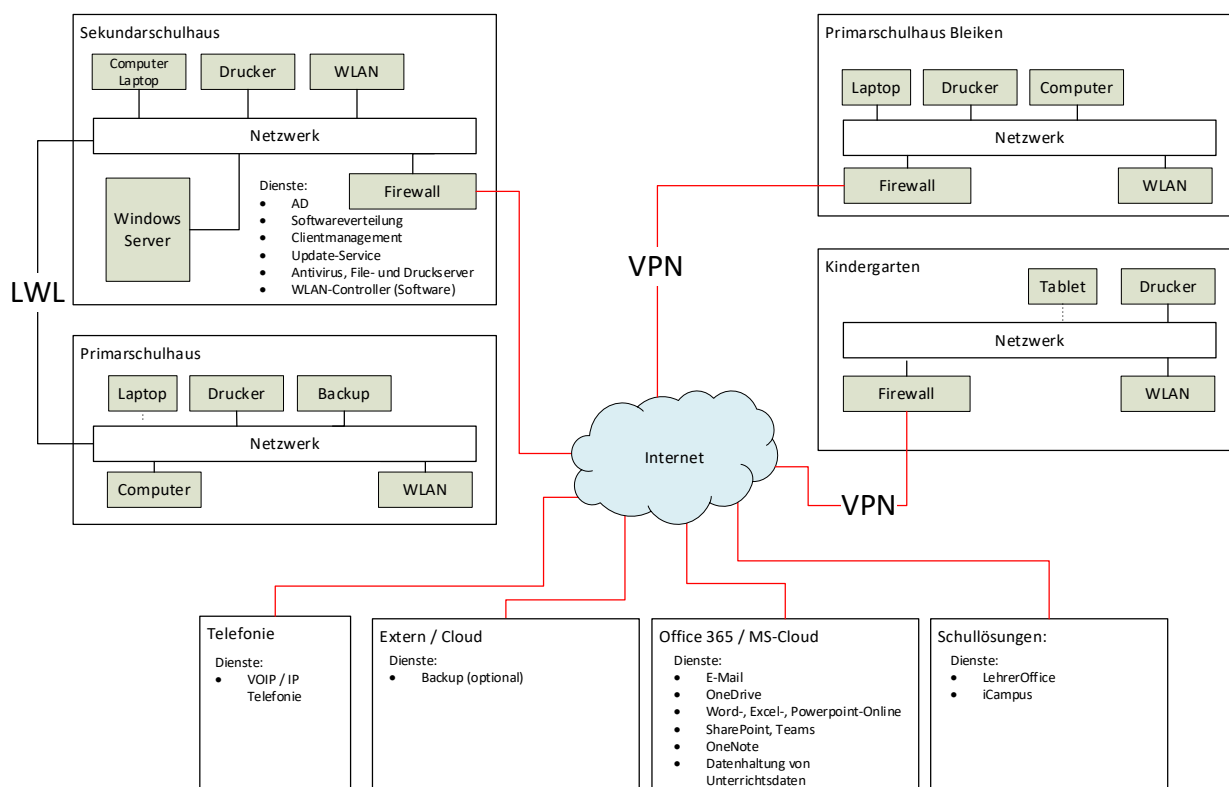 Sekundarschulhaus
Computer
Laptop
Drucker
WLAN
Netzwerk
Windows
Server
Dienste:
• AD
• Softwareverteilung
• Clientmanagement
• Update-Service
• Antivirus, File- und Druckserver
• WLAN-Controller (Software)
Firewall
LWL
Primarschulhaus
Laptop
Drucker
Backup
Netzwerk
Computer
WLAN
Primarschulhaus Bleiken
Laptop
Drucker
Computer
Netzwerk
Firewall
WLAN
VPN
Kindergarten
Tablet
Drucker
Netzwerk
Firewall
WLAN
Internet
VPN
Telefonie
Dienste:
• VOIP / IP
Telefonie
Extern / Cloud
Dienste:
• Backup (optional)
Office 365 / MS-Cloud
Dienste:
• E-Mail
• OneDrive
• Word-, Excel-, Powerpoint-Online
• SharePoint, Teams
• OneNote
• Datenhaltung von
Unterrichtsdaten
Schullösungen:
Dienste:
• LehrerOffice
• iCampus